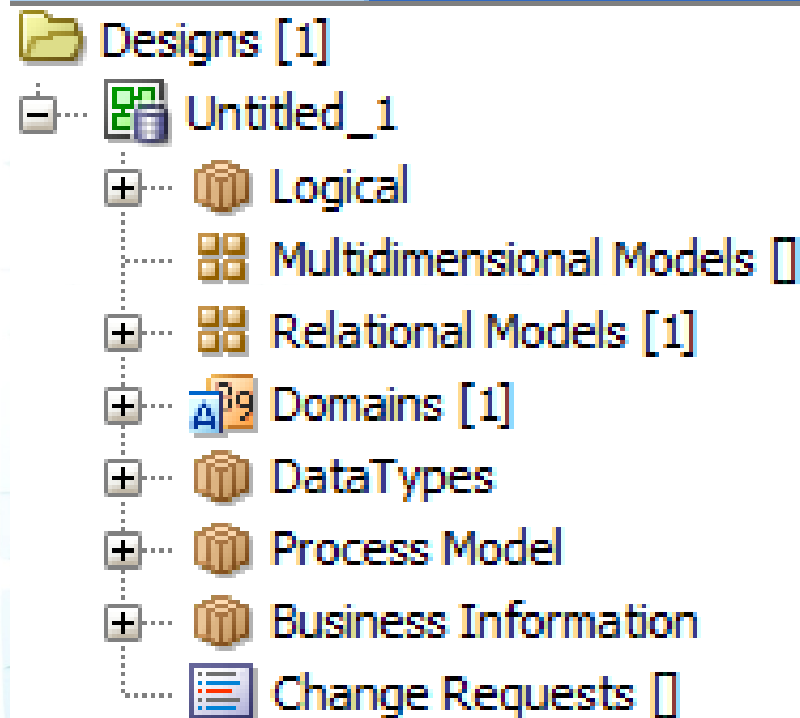 Designs [1]
Untitled_1
Logical
Multidimensional Models []
Relational Models [1]
Domains [1]
DataTypes
Process Model
Business Information
Change Requests []